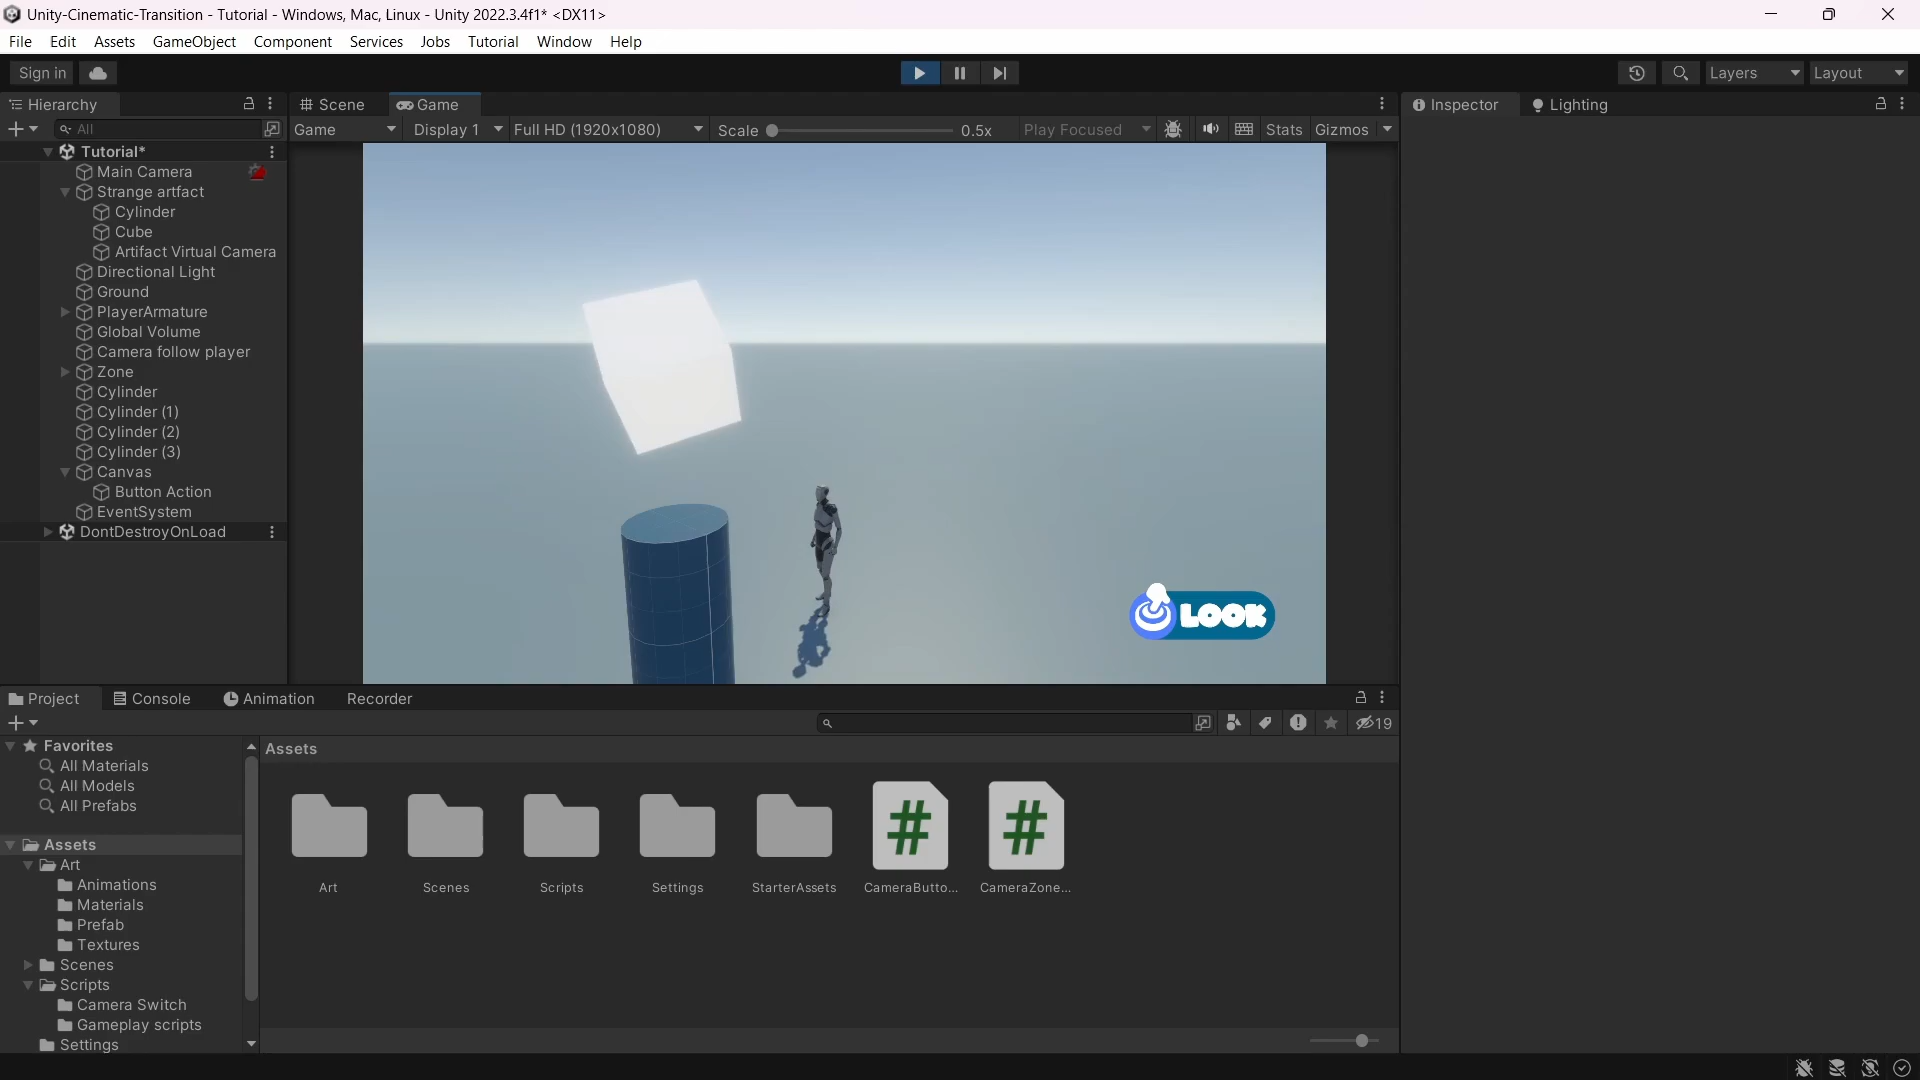 Unity-Cinematic-Transition - Tutorial - Windows, Mac, Linux - Unity 2022.3.4f1* <DX11>
File Edit Assets GameObject Component Services Jobs Tutorial Window Help
Sign in
Layers
Layout
Hierarchy
Scene
Game
Inspector
Lighting
All
Game
Display 1
Full HD (1920x1080)
Scale
0.5x
Play Focused
Stats
Gizmos
Tutorial*
Main Camera
Strange artfact
Cylinder
Cube
Artifact Virtual Camera
Directional Light
Ground
PlayerArmature
Global Volume
Camera follow player
Zone
Cylinder
Cylinder (1)
Cylinder (2)
Cylinder (3)
Canvas
Button Action
EventSystem
DontDestroyOnLoad
LOOK
Project
Console
Animation
Recorder
19
Favorites
All Materials
All Models
All Prefabs
Assets
Art
Animations
Materials
Prefab
Textures
Scenes
Scripts
Camera Switch
Gameplay scripts
Settings
Assets
Art
Scenes
Scripts
Settings
StarterAssets
CameraButto...
CameraZone...